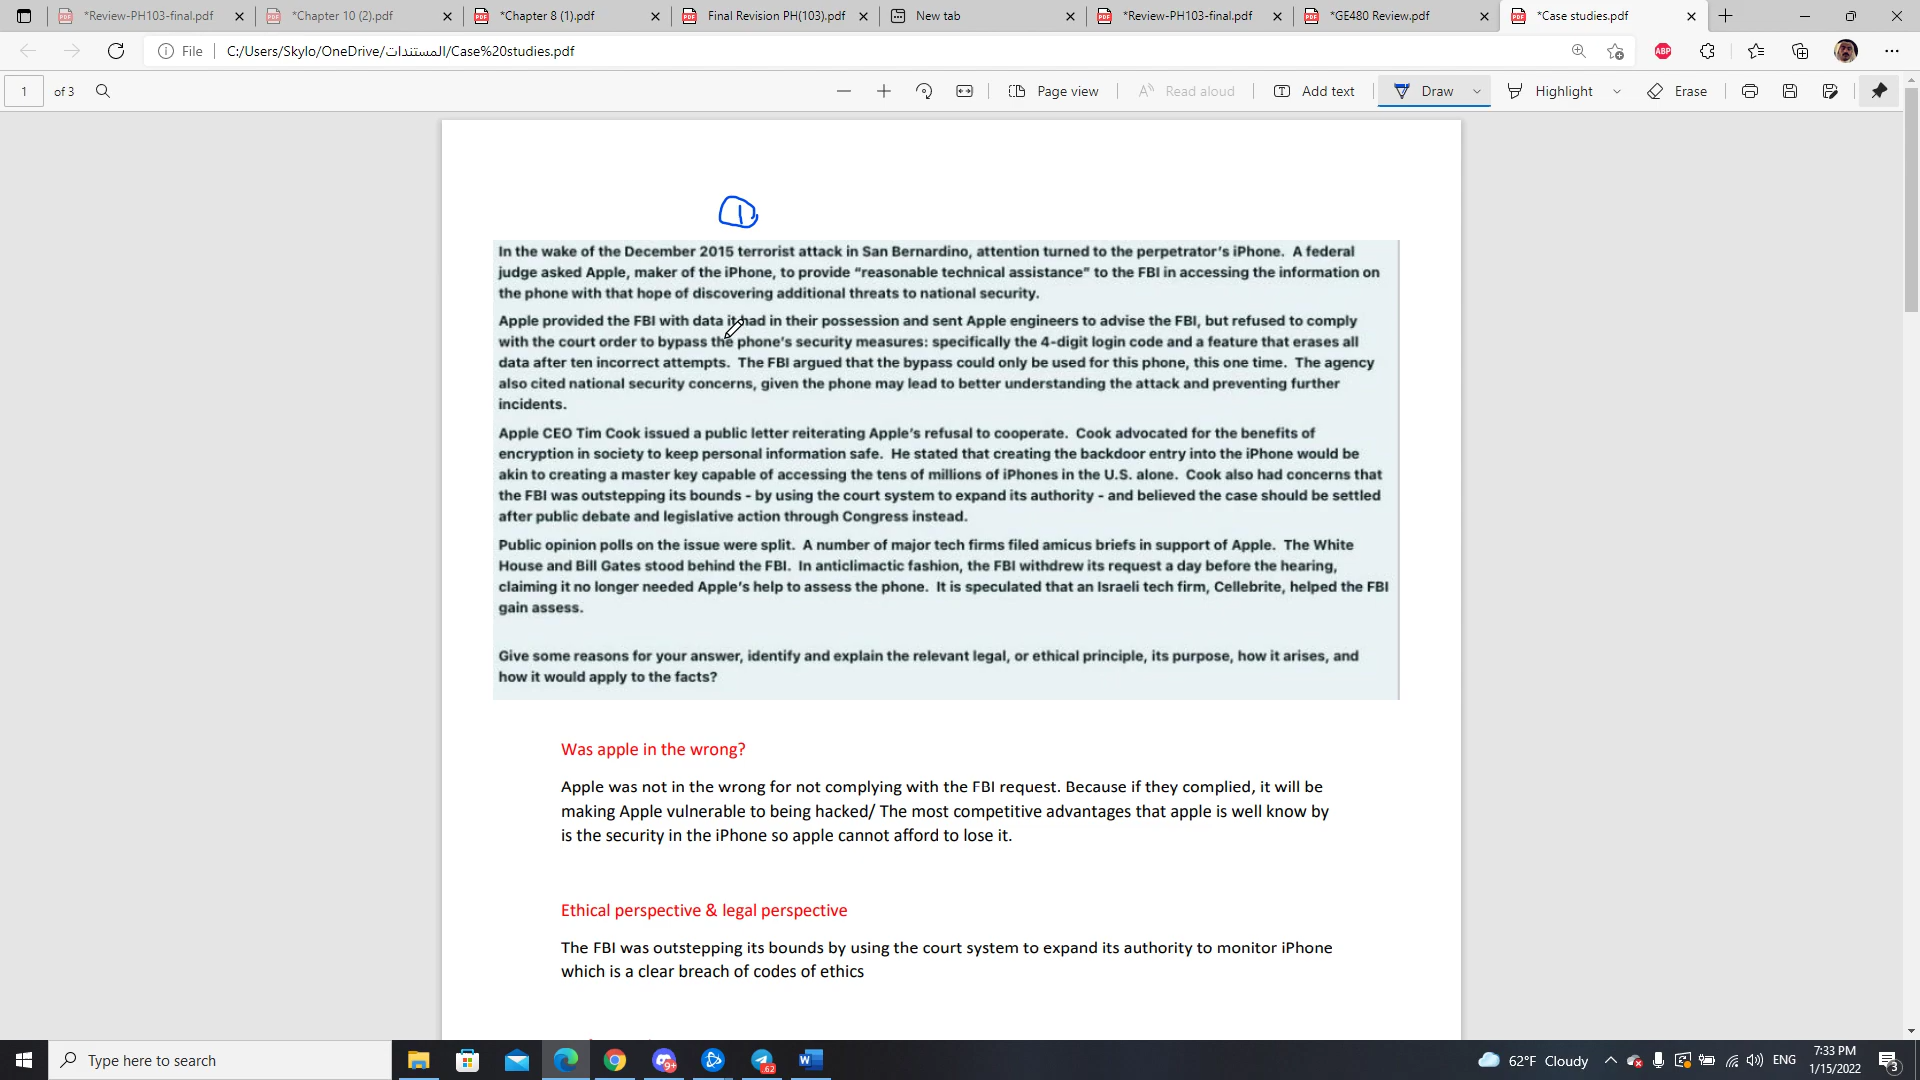 *Review-PH103-final.pdf
*Chapter 10 (2).pdf
*Chapter 8 (1).pdf
Final Revision PH(103).pdf
New tab
*Review-PH103-final.pdf
*GE480 Review.pdf
*Case studies.pdf
File
C:/Users/Skylo/OneDrive/المستندات/Case%20studies.pdf
ABP
1
of 3
Page view
Read aloud
Add text
Draw
Highlight
Erase
1
In the wake of the December 2015 terrorist attack in San Bernardino, attention turned to the perpetrator's iPhone. A federal
judge asked Apple, maker of the iPhone, to provide "reasonable technical assistance" to the FBI in accessing the information on
the phone with that hope of discovering additional threats to national security.
Apple provided the FBI with data it had in their possession and sent Apple engineers to advise the FBI, but refused to comply
with the court order to bypass the phone's security measures: specifically the 4-digit login code and a feature that erases all
data after ten incorrect attempts. The FBI argued that the bypass could only be used for this phone, this one time. The agency
also cited national security concerns, given the phone may lead to better understanding the attack and preventing further
incidents.
Apple CEO Tim Cook issued a public letter reiterating Apple's refusal to cooperate. Cook advocated for the benefits of
encryption in society to keep personal information safe. He stated that creating the backdoor entry into the iPhone would be
akin to creating a master key capable of accessing the tens of millions of iPhones in the U.S. alone. Cook also had concerns that
the FBI was outstepping its bounds - by using the court system to expand its authority - and believed the case should be settled
after public debate and legislative action through Congress instead.
Public opinion polls on the issue were split. A number of major tech firms filed amicus briefs in support of Apple. The White
House and Bill Gates stood behind the FBI. In anticlimactic fashion, the FBI withdrew its request a day before the hearing,
claiming it no longer needed Apple's help to assess the phone. It is speculated that an Israeli tech firm, Cellebrite, helped the FBI
gain assess.
Give some reasons for your answer, identify and explain the relevant legal, or ethical principle, its purpose, how it arises, and
how it would apply to the facts?
Was apple in the wrong?
Apple was not in the wrong for not complying with the FBI request. Because if they complied, it will be
making Apple vulnerable to being hacked/ The most competitive advantages that apple is well know by
is the security in the iPhone so apple cannot afford to lose it.
Ethical perspective & legal perspective
The FBI was outstepping its bounds by using the court system to expand its authority to monitor iPhone
which is a clear breach of codes of ethics
Type here to search
9+
62
62°F Cloudy
ENG
7:33 PM
1/15/2022
3